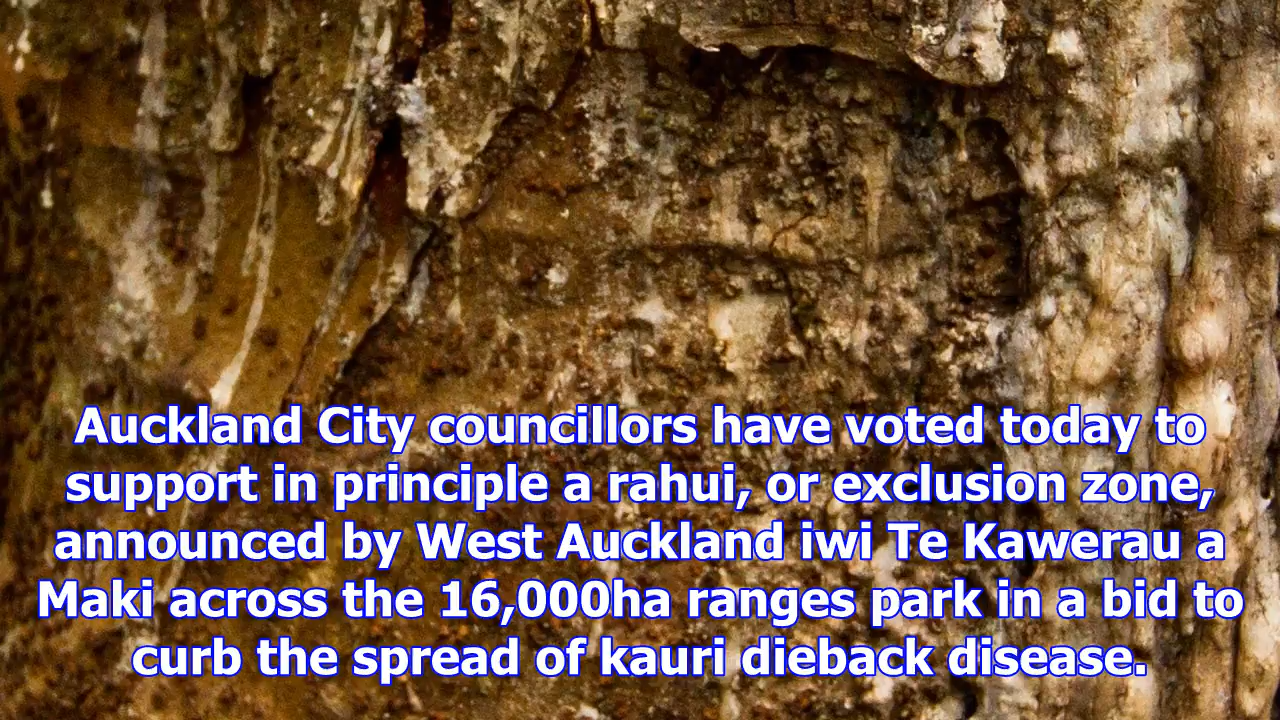 Auckland City councillors have voted today to
support in principle a rahui, or exclusion zone,
announced by West Auckland iwi Te Kawerau a
Maki across the 16,000ha ranges park in a bid to
curb the spread of kauri dieback disease.